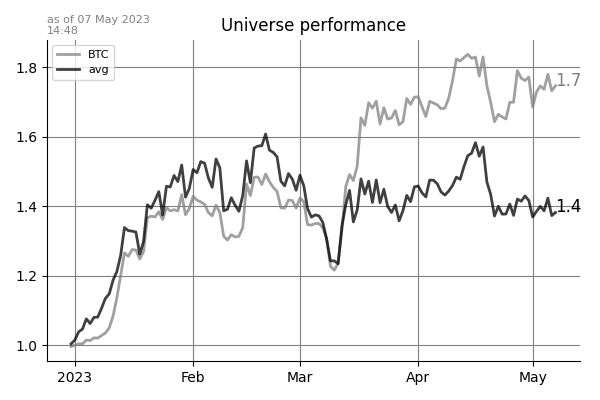 as of 07 May 2023
14:48
Universe performance
BTC
avg
1.8
1.6
1.4
1.2
1.0
1.7
1.4
2023
Feb
Mar
Apr
May